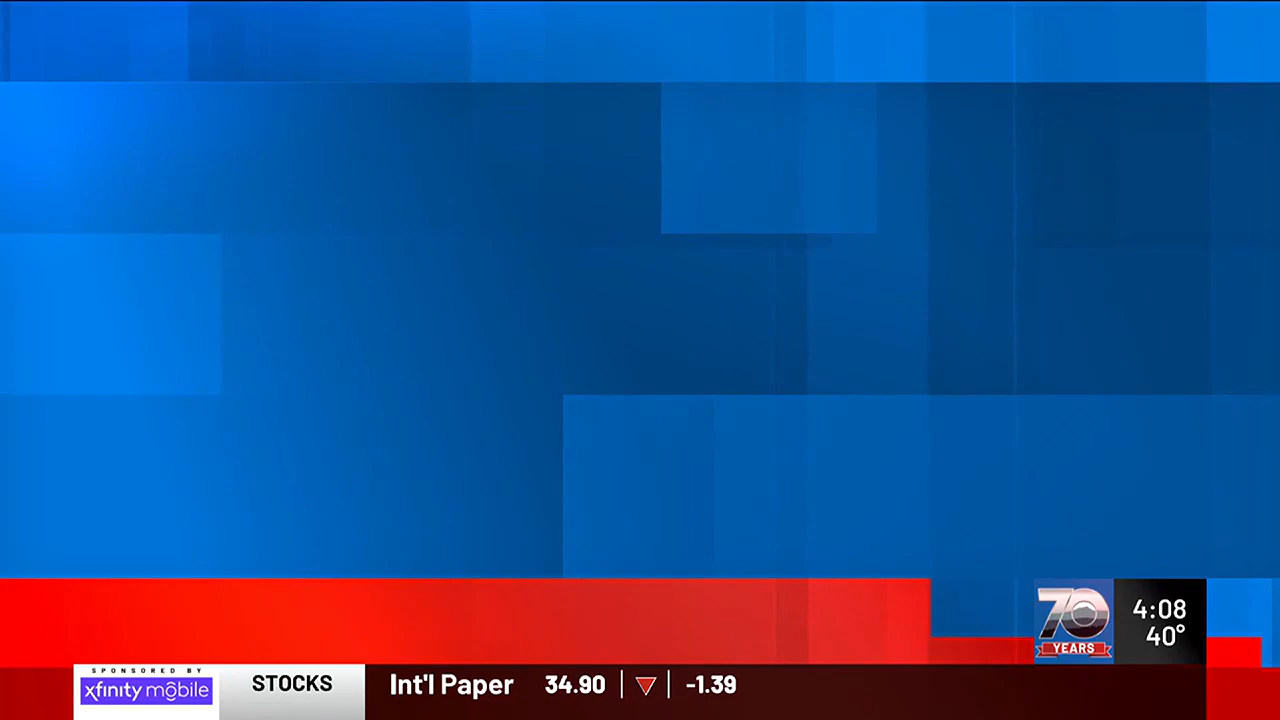 70
YEARS
4:08
40°
SPONSORED BY
xfinity mobile
STOCKS
Int'l Paper 34.90 -1.39